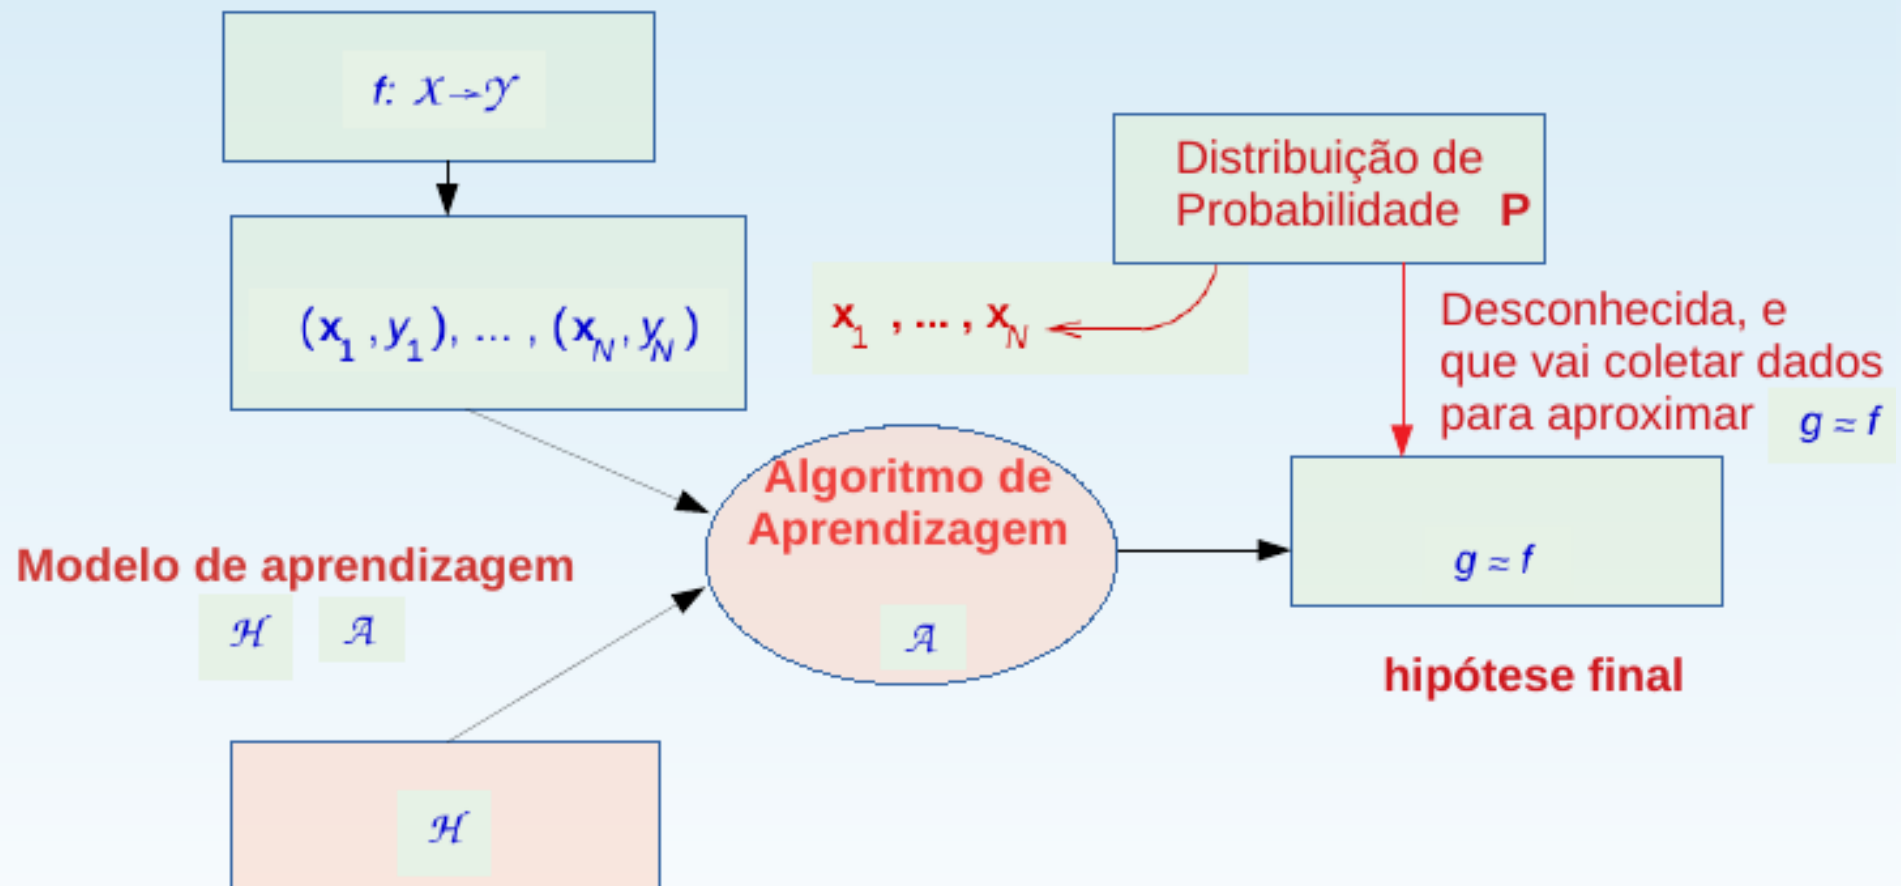 f: X→Y
Distribuição de
Probabilidade P
(x1, y1), ... , (xN, yN)
x1 , ... , xN
Desconhecida, e
que vai coletar dados
para aproximar g ≈ f
Algoritmo de
Aprendizagem
A
Modelo de aprendizagem
H A
g ≈ f
hipótese final
H